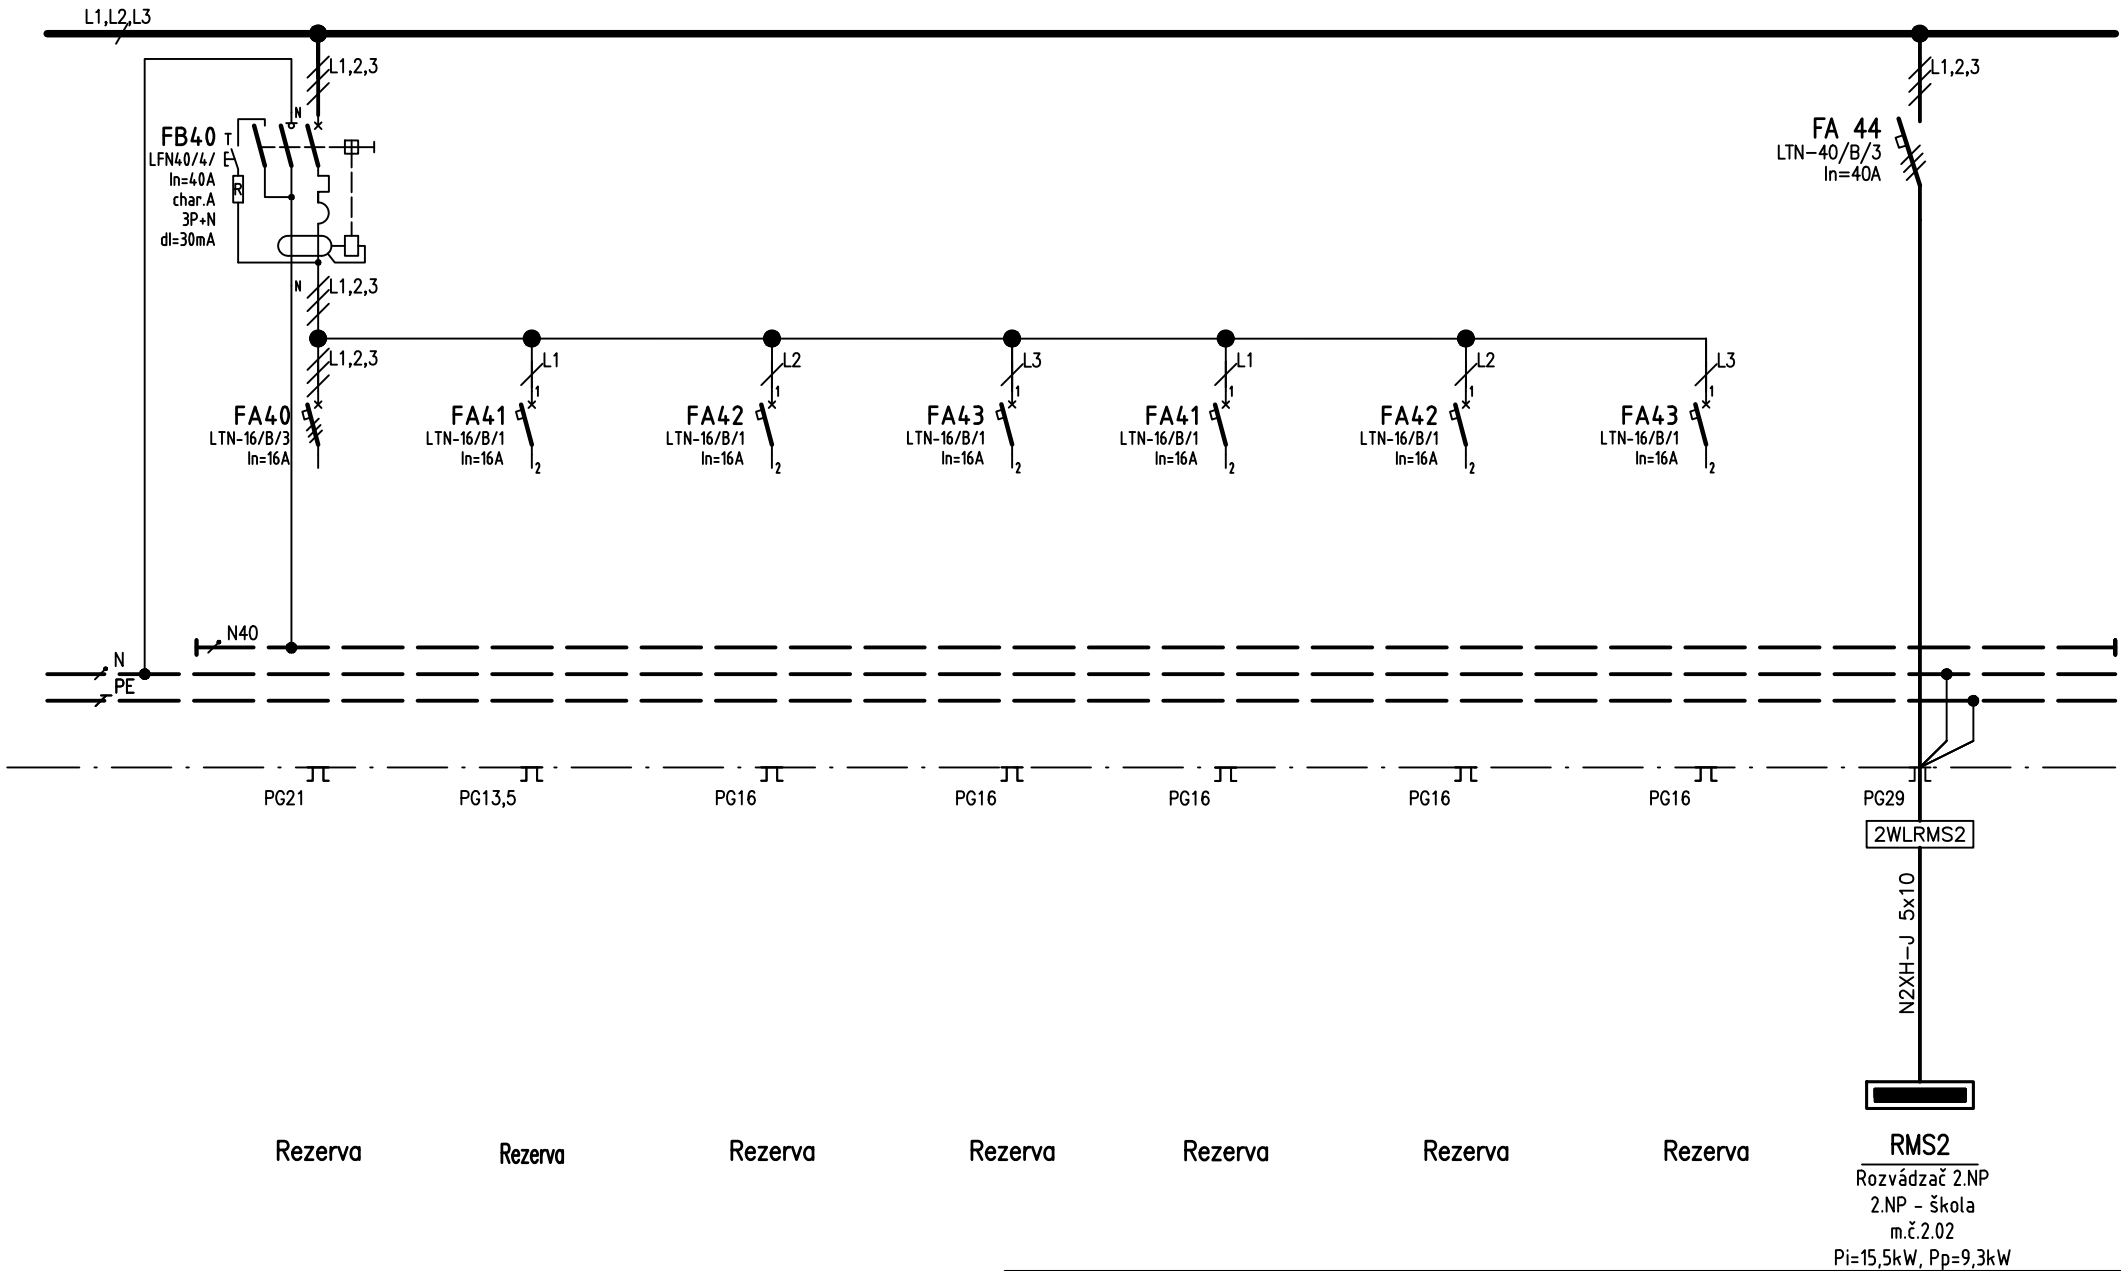 L1,L2,L3
L1,2,3
L1,2,3
N
FB40
T
LFN40/4/
In=40A
R
char.A
3P+N
dI=30mA
FA 44
LTN-40/B/3
In=40A
N
L1,2,3
L1,2,3
L1
L2
L3
L1
L2
L3
1
1
1
1
1
1
FA40
LTN-16/B/3
In=16A
FA41
LTN-16/B/1
In=16A
2
FA42
LTN-16/B/1
In=16A
2
FA43
LTN-16/B/1
In=16A
2
FA41
LTN-16/B/1
In=16A
2
FA42
LTN-16/B/1
In=16A
2
FA43
LTN-16/B/1
In=16A
2
N40
N
PE
PG21
PG13,5
PG16
PG16
PG16
PG16
PG16
PG29
2WLRMS2
N2XH-J 5x10
Rezerva
Rezerva
Rezerva
Rezerva
Rezerva
Rezerva
Rezerva
RMS2
Rozvádzač 2.NP
2.NP - škola
m.č.2.02
Pi=15,5kW, Pp=9,3kW